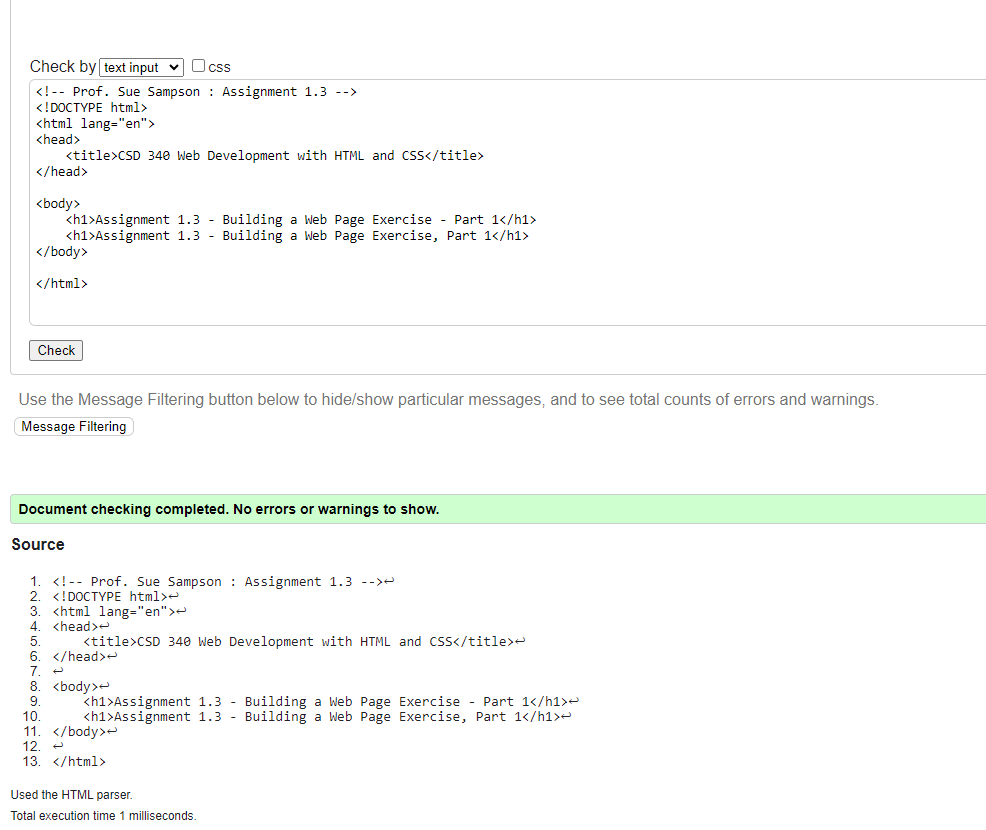 Check by text input css
<!-- Prof. Sue Sampson : Assignment 1.3 -->
<!DOCTYPE html>
<html lang="en">
<head>
    <title>CSD 340 Web Development with HTML and CSS</title>
</head>

<body>
    <h1>Assignment 1.3 - Building a Web Page Exercise - Part 1</h1>
    <h1>Assignment 1.3 - Building a Web Page Exercise, Part 1</h1>
</body>

</html>
Check
Use the Message Filtering button below to hide/show particular messages, and to see total counts of errors and warnings.
Message Filtering
Document checking completed. No errors or warnings to show.
Source
1. <!-- Prof. Sue Sampson : Assignment 1.3 -->↩
2. <!DOCTYPE html>↩
3. <html lang="en">↩
4. <head>↩
5.     <title>CSD 340 Web Development with HTML and CSS</title>↩
6. </head>↩
7. ↩
8. <body>↩
9.     <h1>Assignment 1.3 - Building a Web Page Exercise - Part 1</h1>↩
10.     <h1>Assignment 1.3 - Building a Web Page Exercise, Part 1</h1>↩
11. </body>↩
12. ↩
13. </html>
Used the HTML parser.
Total execution time 1 milliseconds.